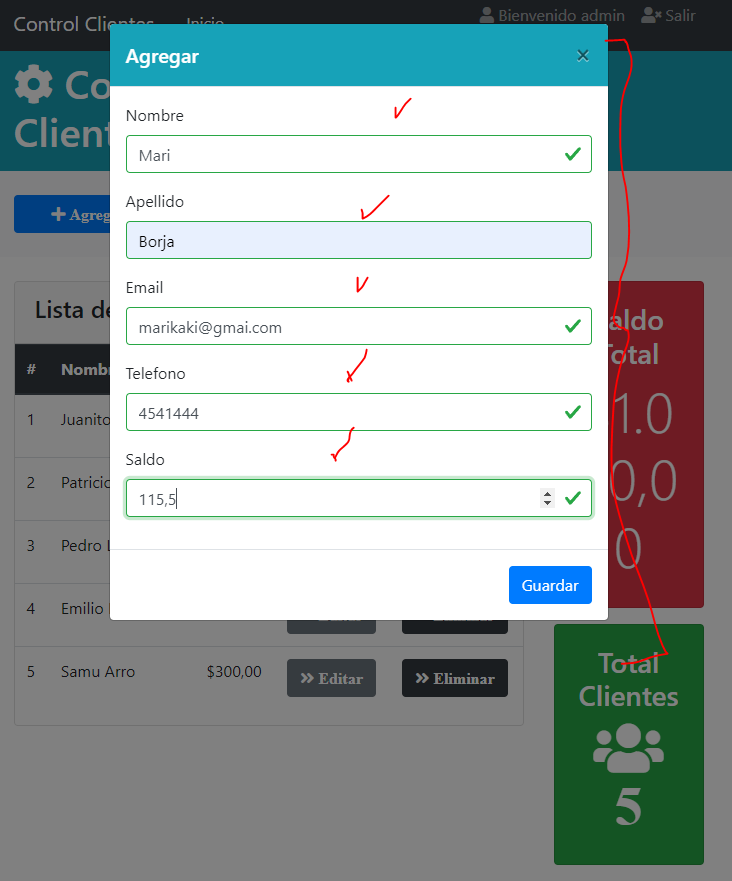 Control Clientes Inicio Bienvenido admin Salir
Agregar ×
Co
Client
Nombre
Mari
Agreg
Apellido
Borja
Email
marikaki@gmai.com
Lista de
Saldo
Total
# Nombr
Telefono
4541444
1 Juanito
1.0
Saldo
115,5
2 Patricio
0,0
3 Pedro L
0
Guardar
4 Emilio
5 Samu Arro $300,00 Editar Eliminar
Total
Clientes
5